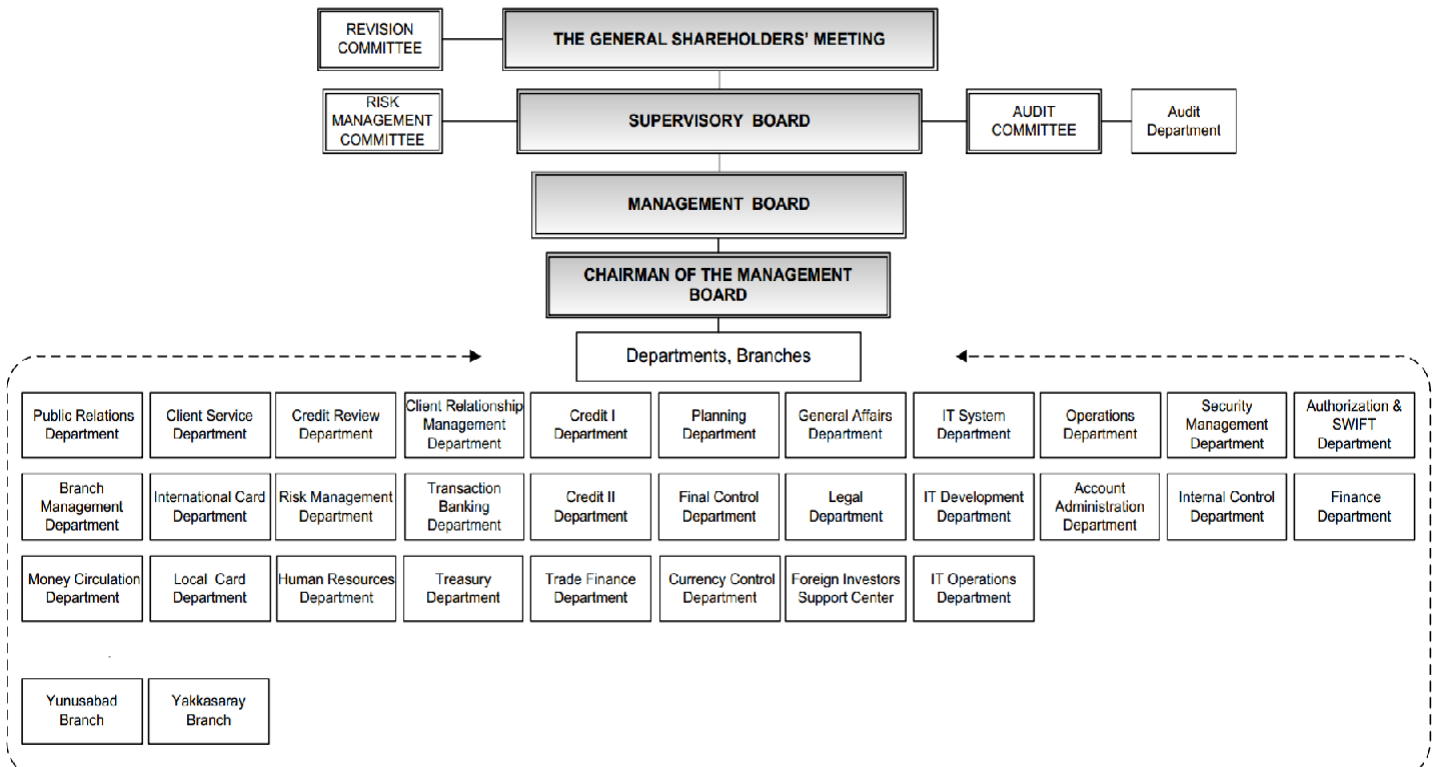 REVISION
COMMITTEE
THE GENERAL SHAREHOLDERS' MEETING
RISK
MANAGEMENT
COMMITTEE
SUPERVISORY BOARD
AUDIT
COMMITTEE
Audit
Department
MANAGEMENT BOARD
CHAIRMAN OF THE MANAGEMENT
BOARD
Departments, Branches
Public Relations
Department
Client Service
Department
Credit Review
Department
Client Relationship
Management
Department
Credit I
Department
Planning
Department
General Affairs
Department
IT System
Department
Operations
Department
Security
Management
Department
Authorization &
SWIFT
Department
Branch
Management
Department
International Card
Department
Risk Management
Department
Transaction
Banking
Department
Credit II
Department
Final Control
Department
Legal
Department
IT Development
Department
Account
Administration
Department
Internal Control
Department
Finance
Department
Money Circulation
Department
Local Card
Department
Human Resources
Department
Treasury
Department
Trade Finance
Department
Currency Control
Department
Foreign Investors
Support Center
IT Operations
Department
Yunusabad
Branch
Yakkasaray
Branch